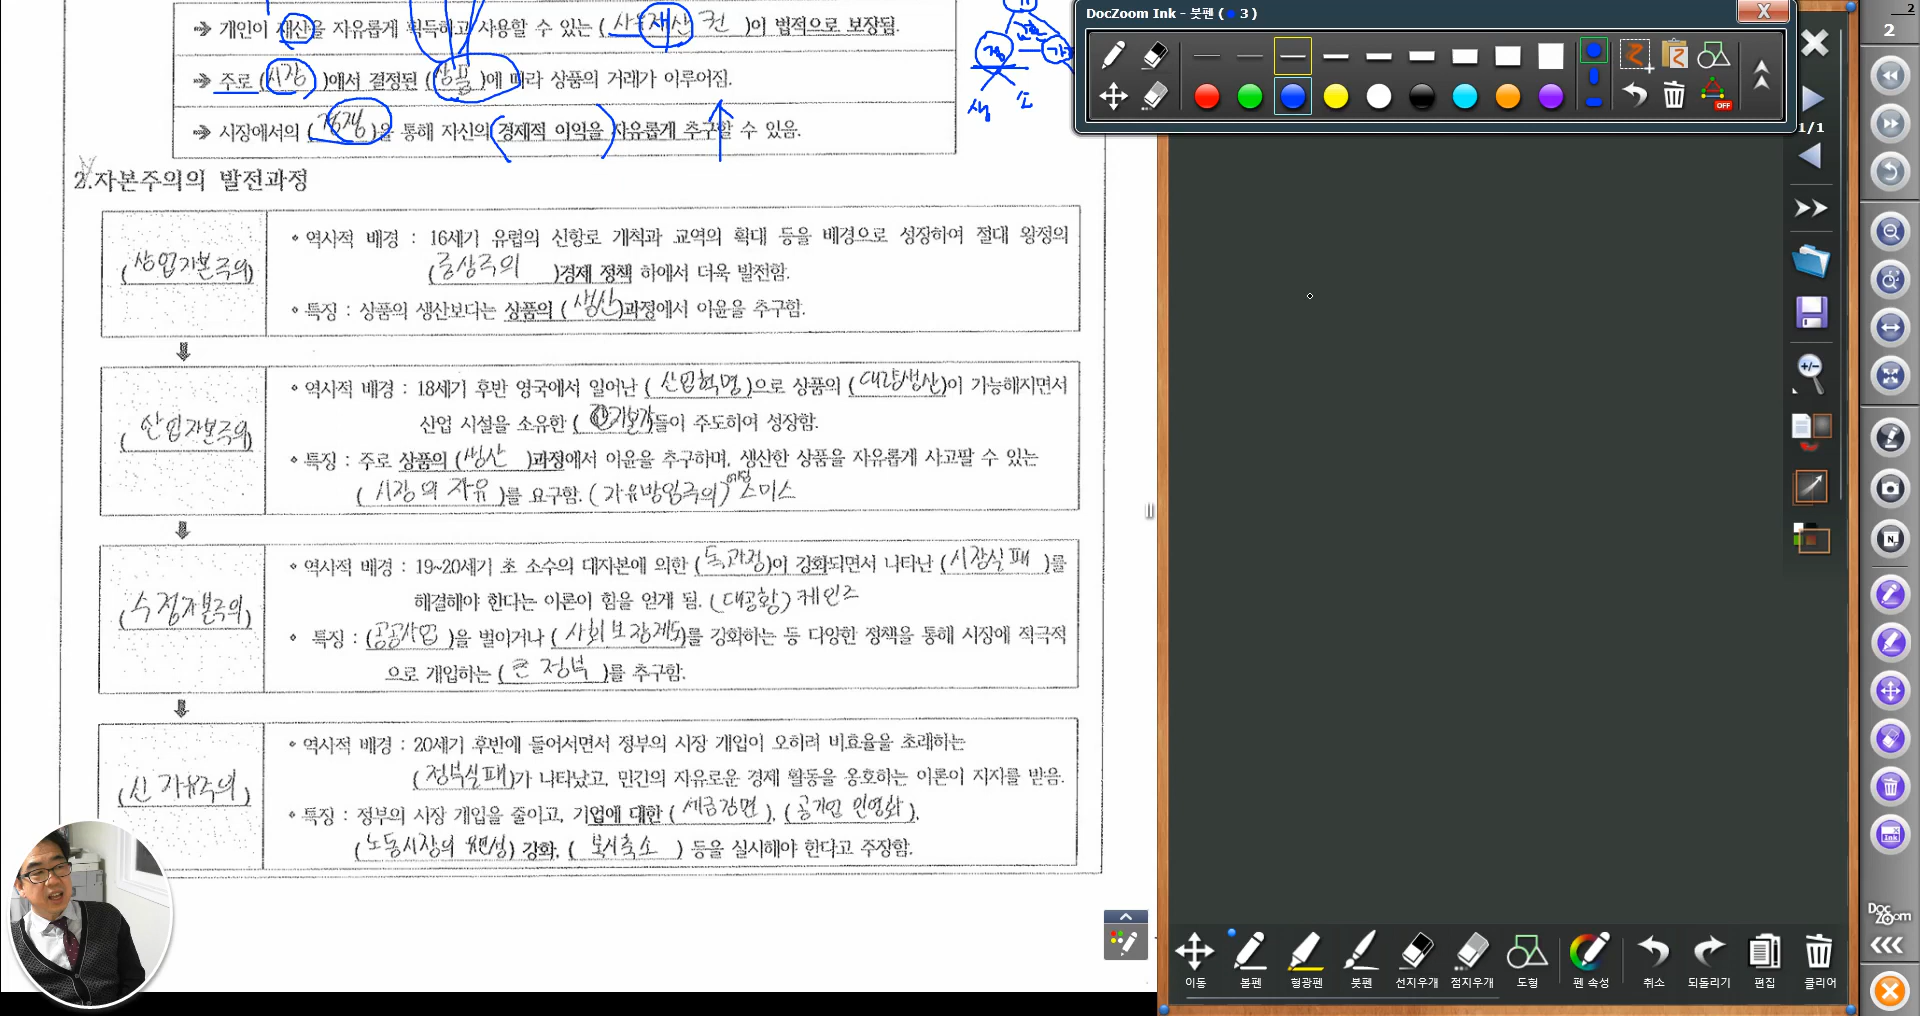 DocZoom Ink - 붓펜 ( 3 )
2
2
➾ 개인이 재산을 자유롭게 획득하고 사용할 수 있는 ( 사유재산권 )이 법적으로 보장됨.
➾ 주로 ( 시장 )에서 결정된 ( 상품 )에 따라 상품의 거래가 이루어짐.
➾ 시장에서의 ( 경쟁 )을 통해 자신의 경제적 이익을 자유롭게 추구할 수 있음.
OFF
1/1
2.자본주의의 발전과정
(상업자본주의)
• 역사적 배경 : 16세기 유럽의 신항로 개척과 교역의 확대 등을 배경으로 성장하여 절대 왕정의
(중상주의 )경제 정책 하에서 더욱 발전함.
• 특징 : 상품의 생산보다는 상품의 ( 생산)과정에서 이윤을 추구함.
(산업자본주의)
• 역사적 배경 : 18세기 후반 영국에서 일어난 ( 산업혁명 )으로 상품의 (대량생산)이 가능해지면서
산업 시설을 소유한 ( )들이 주도하여 성장함.
• 특징 : 주로 상품의 (생산 )과정에서 이윤을 추구하며, 생산한 상품을 자유롭게 사고팔 수 있는
( 시장의 자유 )를 요구함. (자유방임주의) 애덤 스미스
(수정자본주의)
• 역사적 배경 : 19~20세기 초 소수의 대자본에 의한 (독과점)이 강화되면서 나타난 (시장실패 )를
해결해야 한다는 이론이 힘을 얻게 됨. (대공황) 케인즈
• 특징 : (공공사업 )을 벌이거나 ( 사회보장제도)를 강화하는 등 다양한 정책을 통해 시장에 적극적
으로 개입하는 ( 큰 정부 )를 추구함.
(신자유주의)
• 역사적 배경 : 20세기 후반에 들어서면서 정부의 시장 개입이 오히려 비효율을 초래하는
(정부실패)가 나타났고, 민간의 자유로운 경제 활동을 옹호하는 이론이 지지를 받음.
• 특징 : 정부의 시장 개입을 줄이고, 기업에 대한 ( 세금감면 ), (공기업 민영화),
(노동시장의 유연성) 강화, ( 복지축소 ) 등을 실시해야 한다고 주장함.
Doc Zoom
이동 볼펜 형광펜 붓펜 선지우개 점지우개 도형 펜 속성 취소 되돌리기 편집 클리어